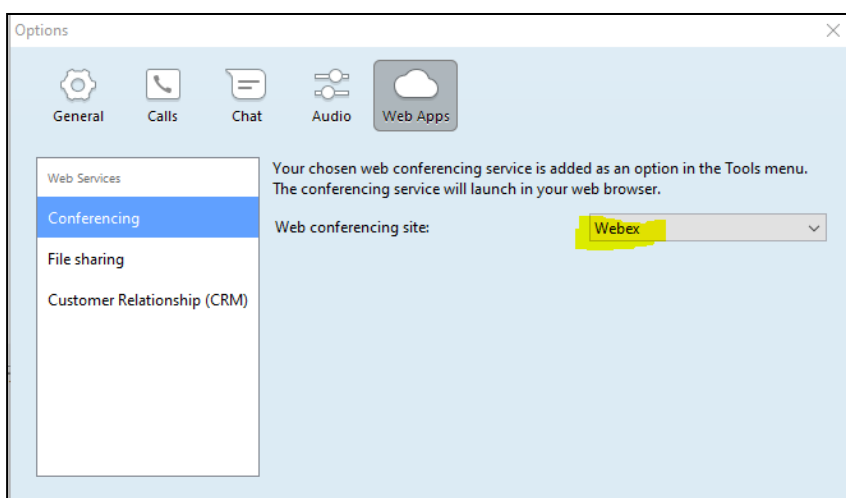 Options
General
Calls
Chat
Audio
Web Apps
Web Services
Conferencing
File sharing
Customer Relationship (CRM)
Your chosen web conferencing service is added as an option in the Tools menu.
The conferencing service will launch in your web browser.
Web conferencing site:
Webex